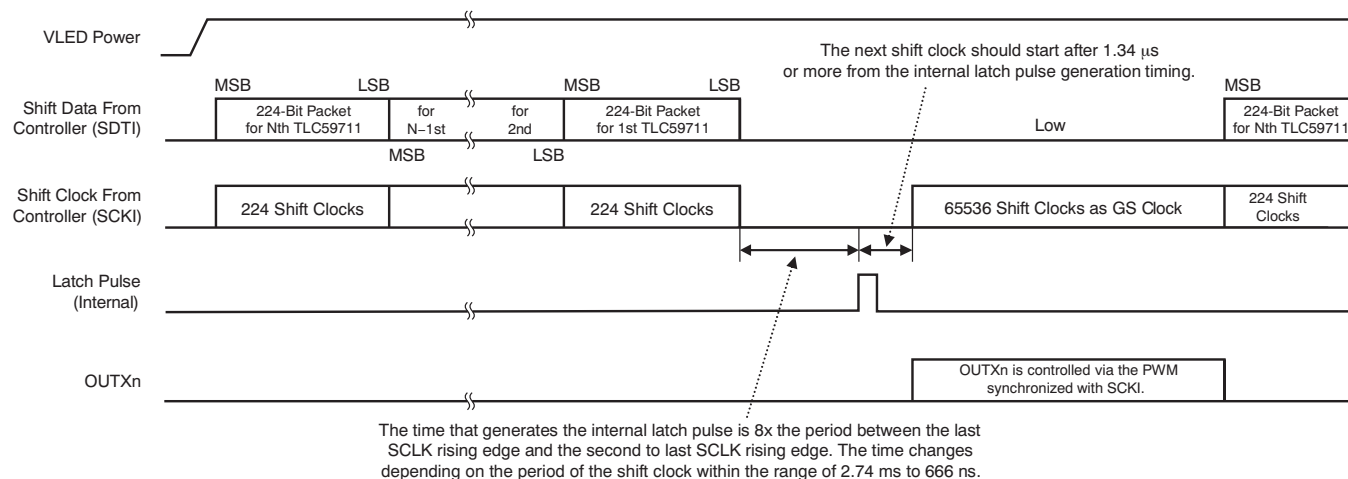 VLED Power
The next shift clock should start after 1.34 μs
or more from the internal latch pulse generation timing.
MSB LSB MSB LSB MSB
Shift Data From
Controller (SDTI)
224-Bit Packet
for Nth TLC59711
for
N−1st
for
2nd
224-Bit Packet
for 1st TLC59711
Low
224-Bit Packet
for Nth TLC59711
MSB LSB
Shift Clock From
Controller (SCKI)
224 Shift Clocks
224 Shift Clocks
65536 Shift Clocks as GS Clock
224 Shift
Clocks
Latch Pulse
(Internal)
OUTXn
OUTXn is controlled via the PWM
synchronized with SCKI.
The time that generates the internal latch pulse is 8x the period between the last
SCLK rising edge and the second to last SCLK rising edge. The time changes
depending on the period of the shift clock within the range of 2.74 ms to 666 ns.